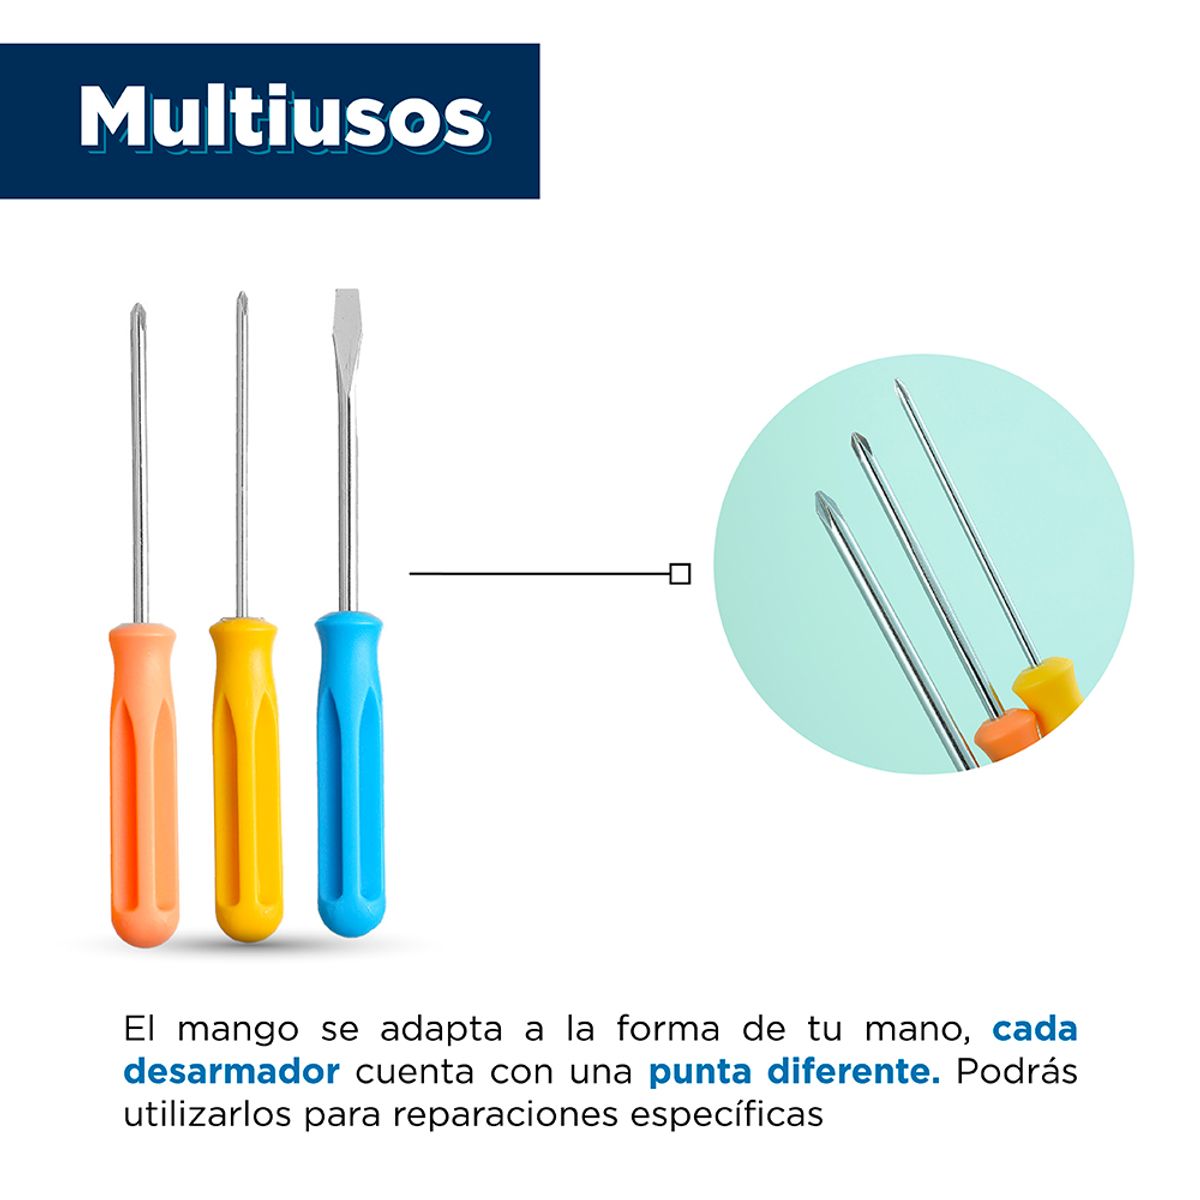 Multiusos
El mango se adapta a la forma de tu mano, cada
desarmador cuenta con una punta diferente. Podrás
utilizarlos para reparaciones específicas